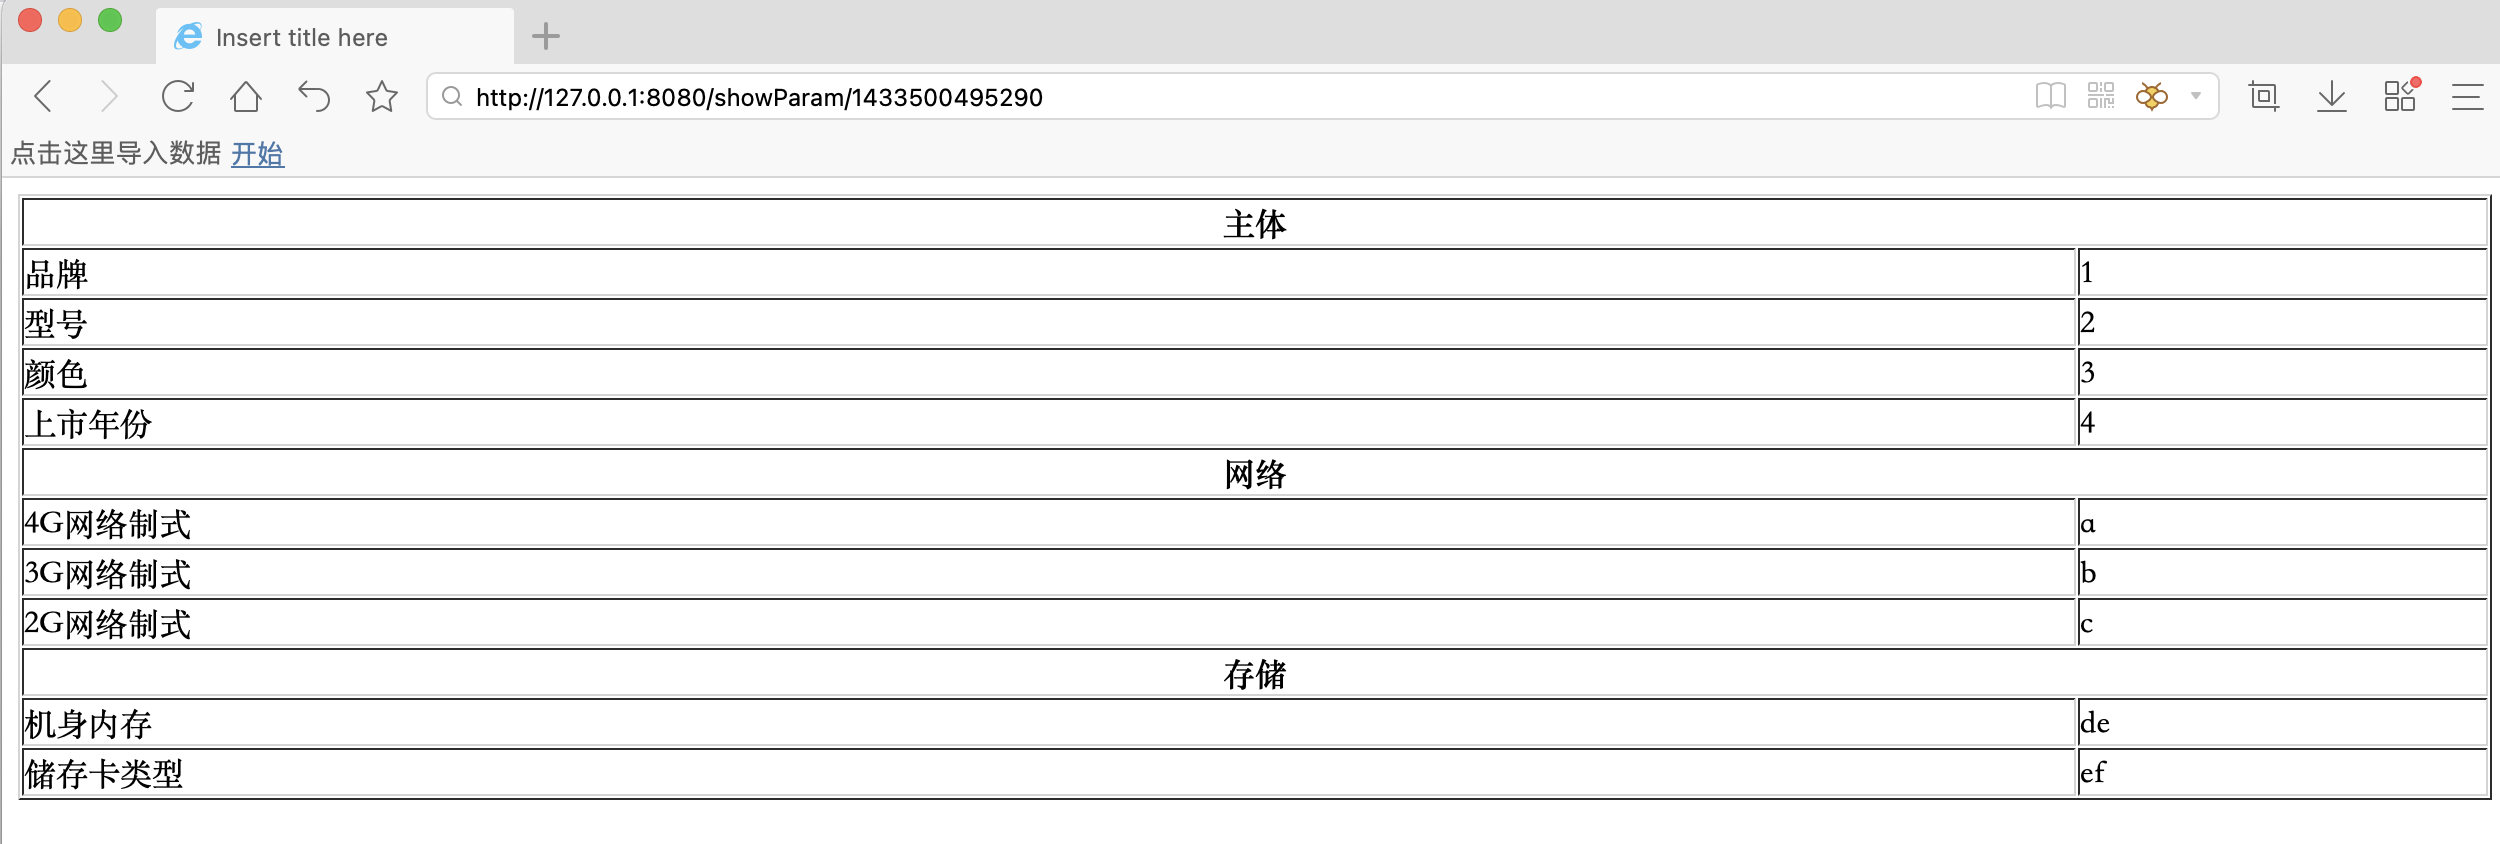 Insert title here
http://127.0.0.1:8080/showParam/1433500495290
点击这里导入数据 开始
主体
品牌 1
型号 2
颜色 3
上市年份 4
网络
4G网络制式 a
3G网络制式 b
2G网络制式 c
存储
机身内存 de
储存卡类型 ef